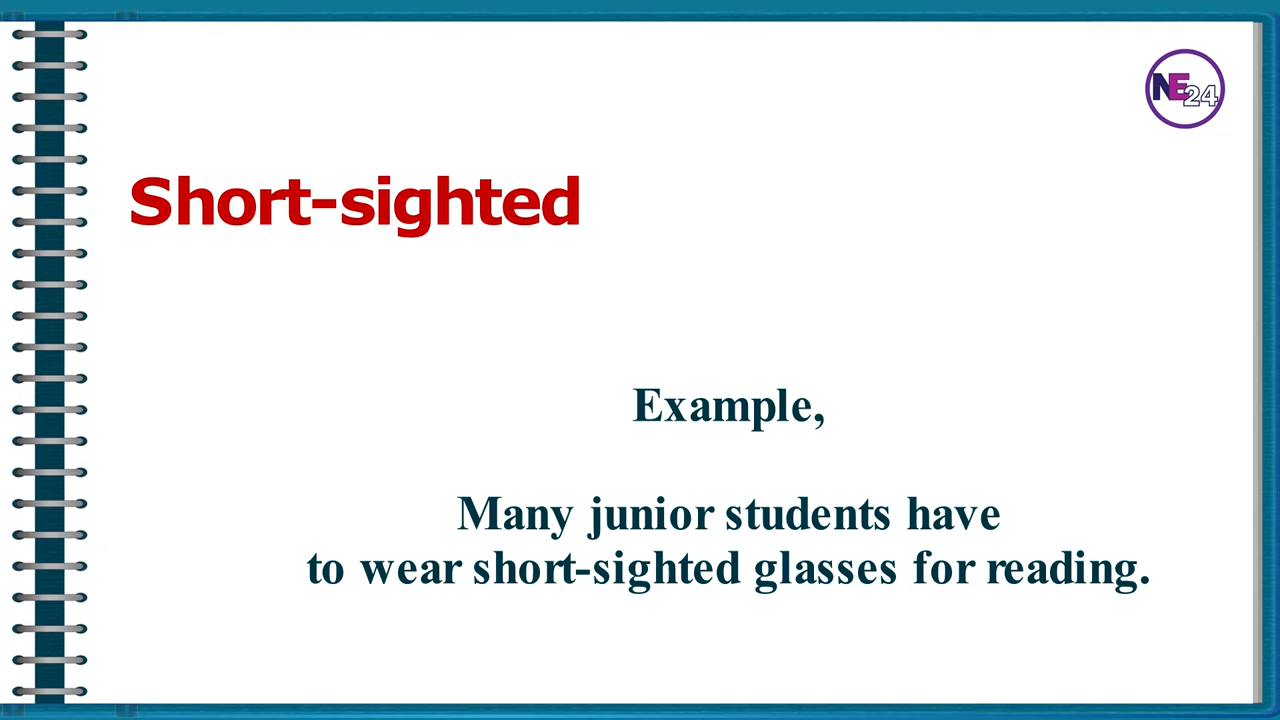 NE24
Short-sighted
Example,
Many junior students have
to wear short-sighted glasses for reading.